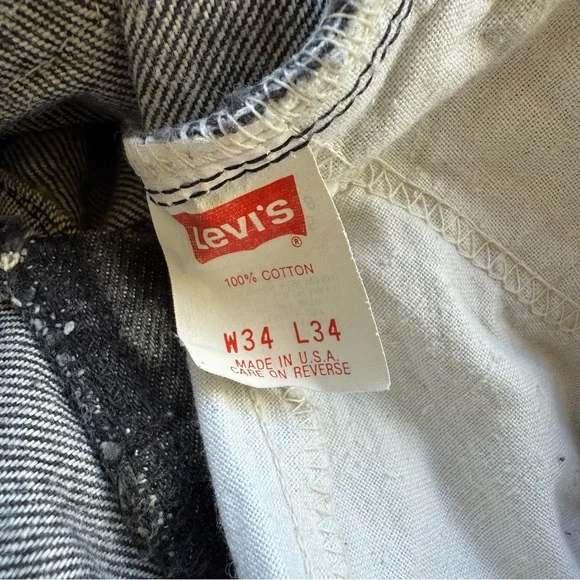 Levi's ®
100% COTTON
W34 L34
MADE IN U.S.A.
CARE ON REVERSE